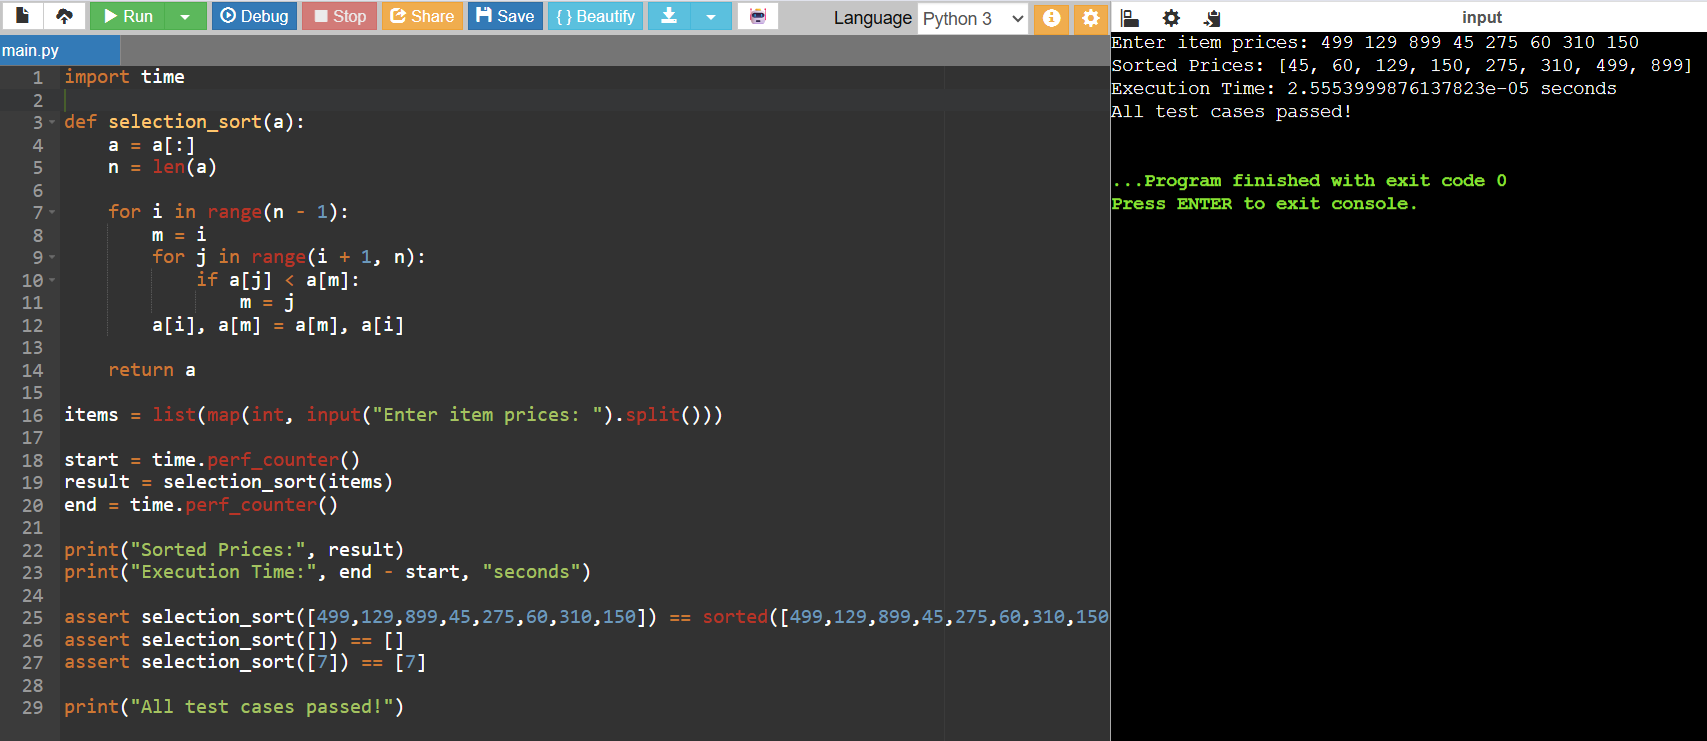 Run Debug Stop Share Save { } Beautify Language Python 3
main.py
1 import time
2
3 def selection_sort(a):
4     a = a[:]
5     n = len(a)
6
7     for i in range(n - 1):
8         m = i
9         for j in range(i + 1, n):
10             if a[j] < a[m]:
11                 m = j
12         a[i], a[m] = a[m], a[i]
13
14     return a
15
16 items = list(map(int, input("Enter item prices: ").split()))
17
18 start = time.perf_counter()
19 result = selection_sort(items)
20 end = time.perf_counter()
21
22 print("Sorted Prices:", result)
23 print("Execution Time:", end - start, "seconds")
24
25 assert selection_sort([499,129,899,45,275,60,310,150]) == sorted([499,129,899,45,275,60,310,150
26 assert selection_sort([]) == []
27 assert selection_sort([7]) == [7]
28
29 print("All test cases passed!")
input
Enter item prices: 499 129 899 45 275 60 310 150
Sorted Prices: [45, 60, 129, 150, 275, 310, 499, 899]
Execution Time: 2.5553999876137823e-05 seconds
All test cases passed!
...Program finished with exit code 0
Press ENTER to exit console.